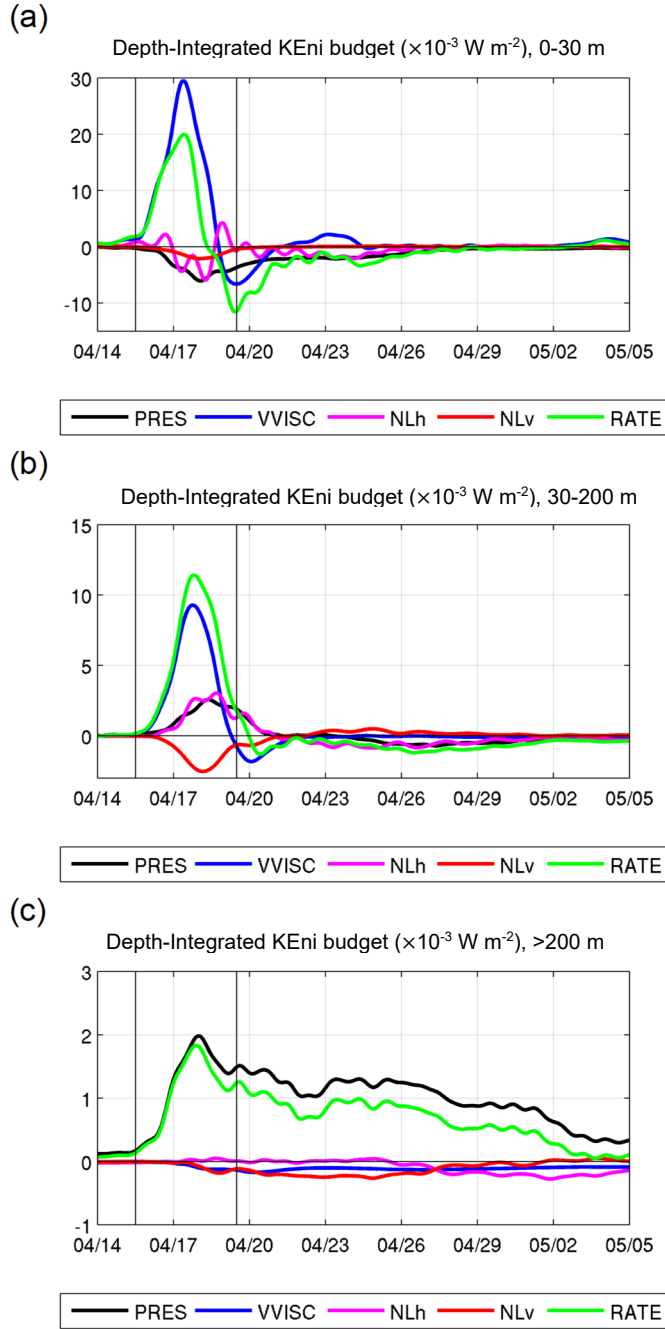 (a)
Depth-Integrated KEni budget (×10⁻³ W m⁻²), 0-30 m
30
20
10
0
-10
04/14 04/17 04/20 04/23 04/26 04/29 05/02 05/05
PRES VVISC NLh NLv RATE
(b)
Depth-Integrated KEni budget (×10⁻³ W m⁻²), 30-200 m
15
10
5
0
04/14 04/17 04/20 04/23 04/26 04/29 05/02 05/05
PRES VVISC NLh NLv RATE
(c)
Depth-Integrated KEni budget (×10⁻³ W m⁻²), >200 m
3
2
1
0
-1
04/14 04/17 04/20 04/23 04/26 04/29 05/02 05/05
PRES VVISC NLh NLv RATE